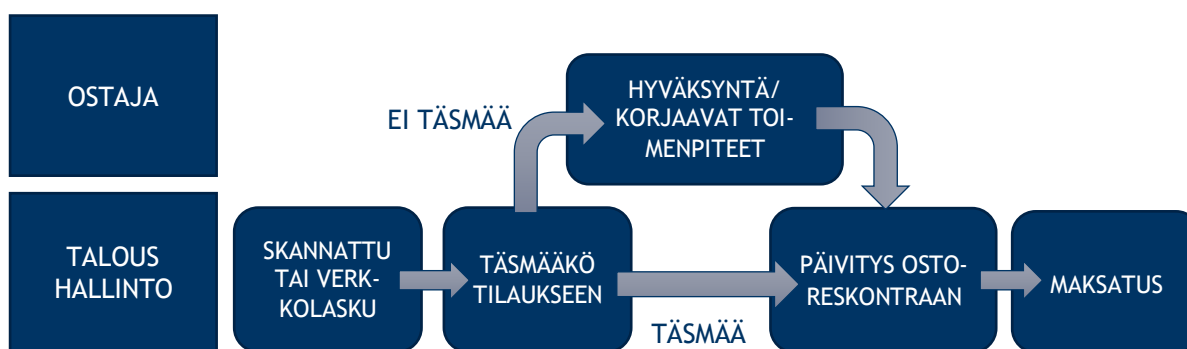 OSTAJA
EI TÄSMÄÄ
HYVÄKSYNTÄ/
KORJAAVAT TOI-
MENPITEET
TALOUS
HALLINTO
SKANNATTU
TAI VERK-
KOLASKU
TÄSMÄÄKÖ
TILAUKSEEN
TÄSMÄÄ
PÄIVITYS OSTO-
RESKONTRAAN
MAKSATUS